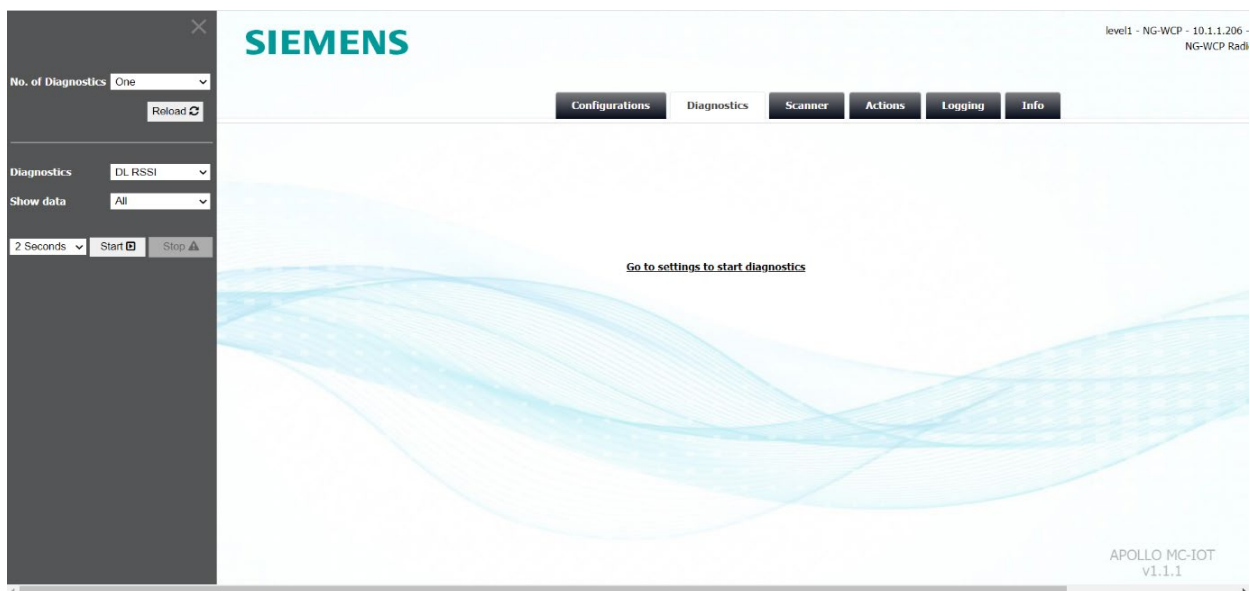 SIEMENS
level1 - NG-WCP - 10.1.1.206 -
NG-WCP Radi
No. of Diagnostics One
Reload
Configurations Diagnostics Scanner Actions Logging Info
Diagnostics DL RSSI
Show data All
2 Seconds Start Stop
Go to settings to start diagnostics
APOLLO MC-IOT
v1.1.1